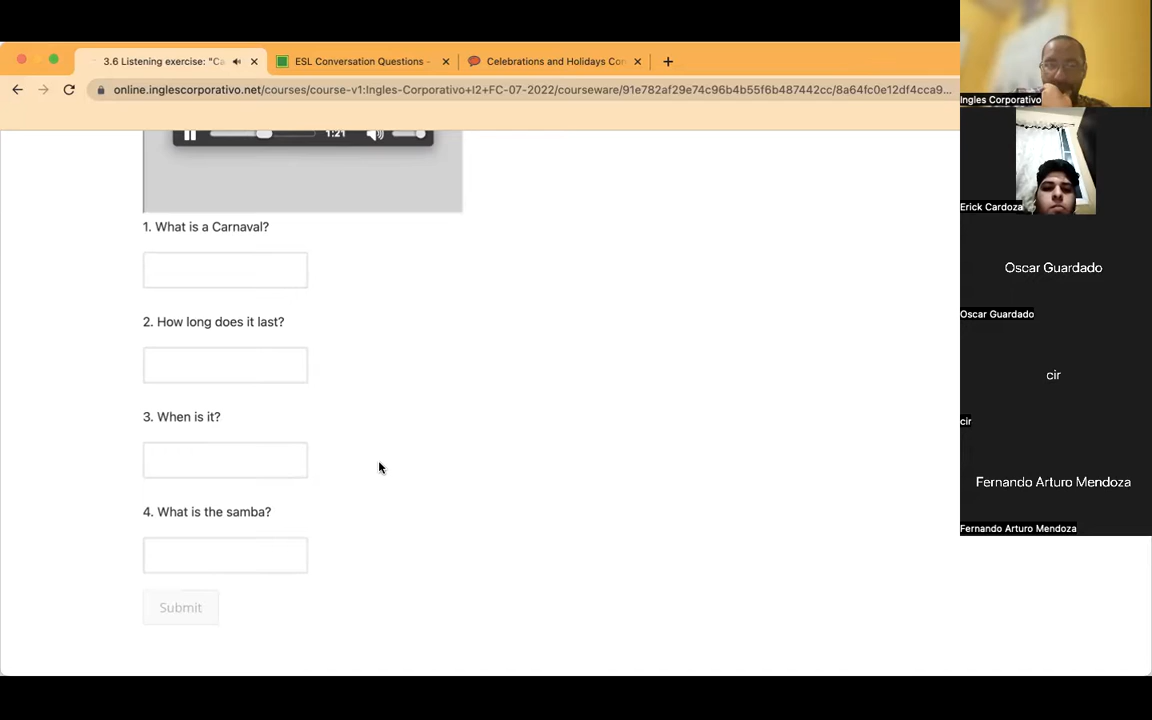 3.6 Listening exercise: "Ca
ESL Conversation Questions -
Celebrations and Holidays Con
online.inglescorporativo.net/courses/course-v1:Ingles-Corporativo+I2+FC-07-2022/courseware/91e782af29e74c96b4b55f6b487442cc/8a64fc0e12df4cca9...
1:21
1. What is a Carnaval?
2. How long does it last?
3. When is it?
4. What is the samba?
Submit
Ingles Corporativo
Erick Cardoza
Oscar Guardado
Oscar Guardado
cir
cir
Fernando Arturo Mendoza
Fernando Arturo Mendoza